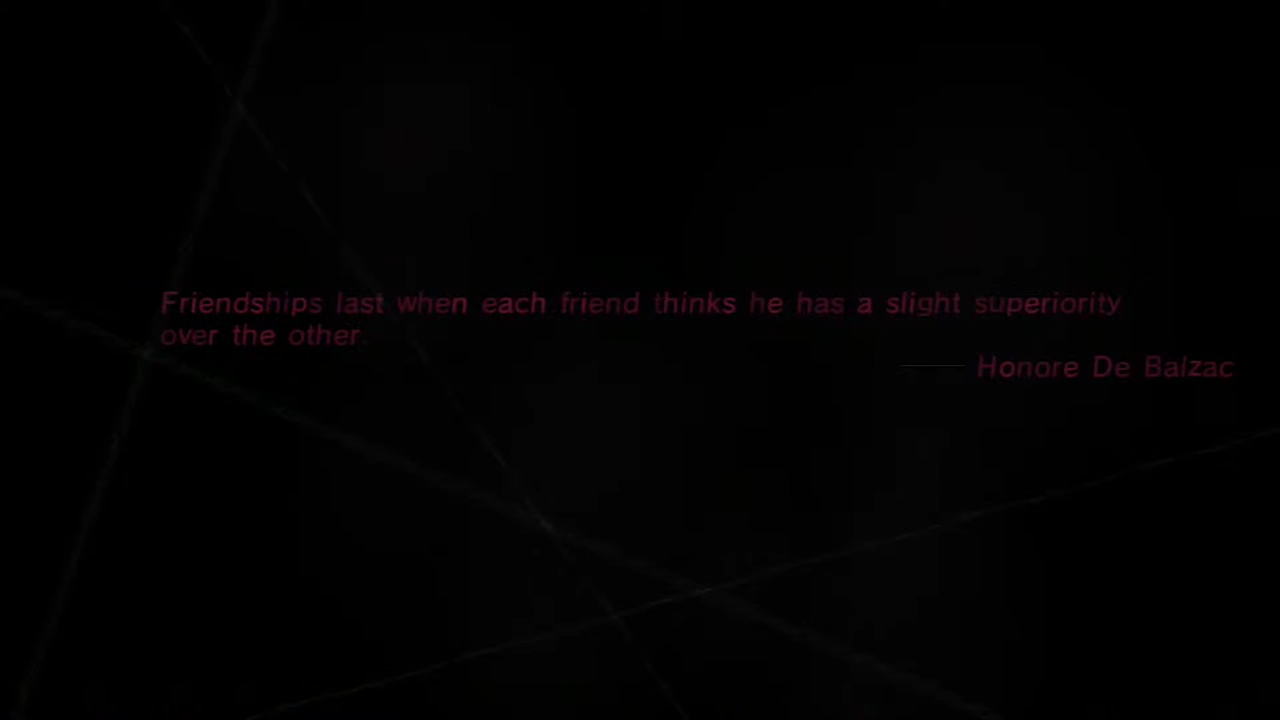 Friendships last when each friend thinks he has a slight superiority
over the other.
—— Honore De Balzac